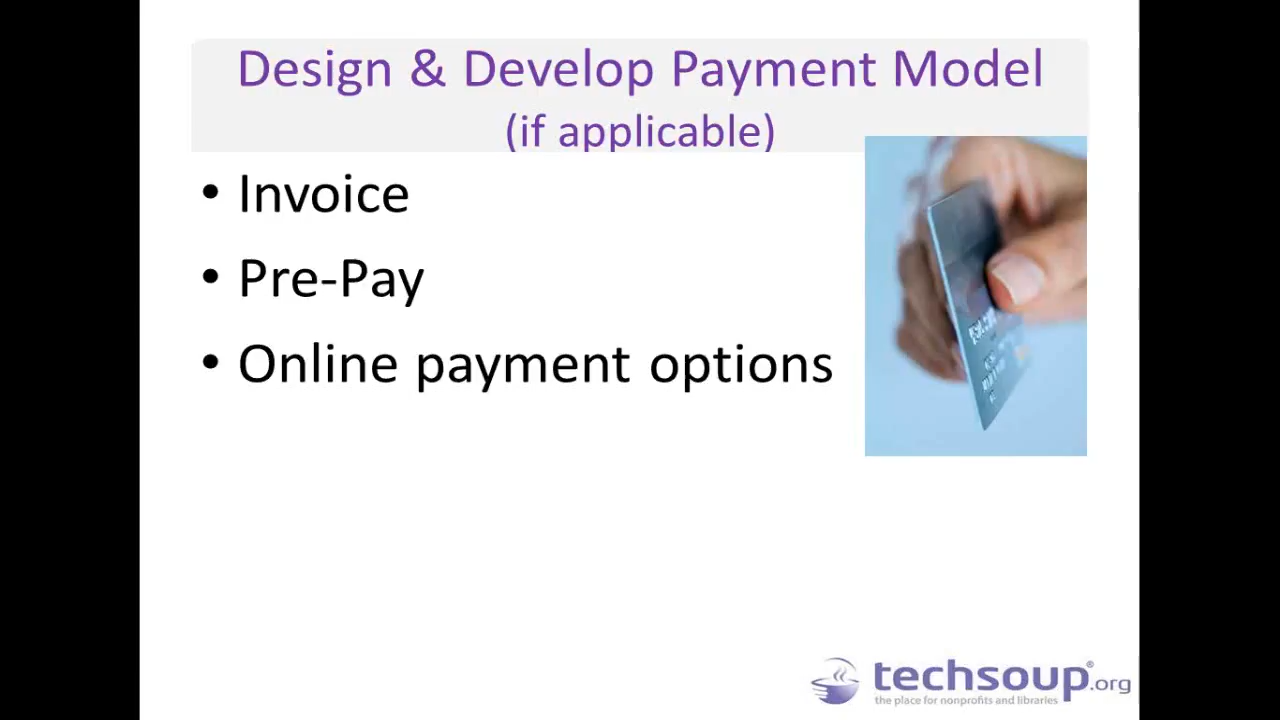 Design & Develop Payment Model
(if applicable)
• Invoice
• Pre-Pay
• Online payment options
techsoup®.org
the place for nonprofits and libraries